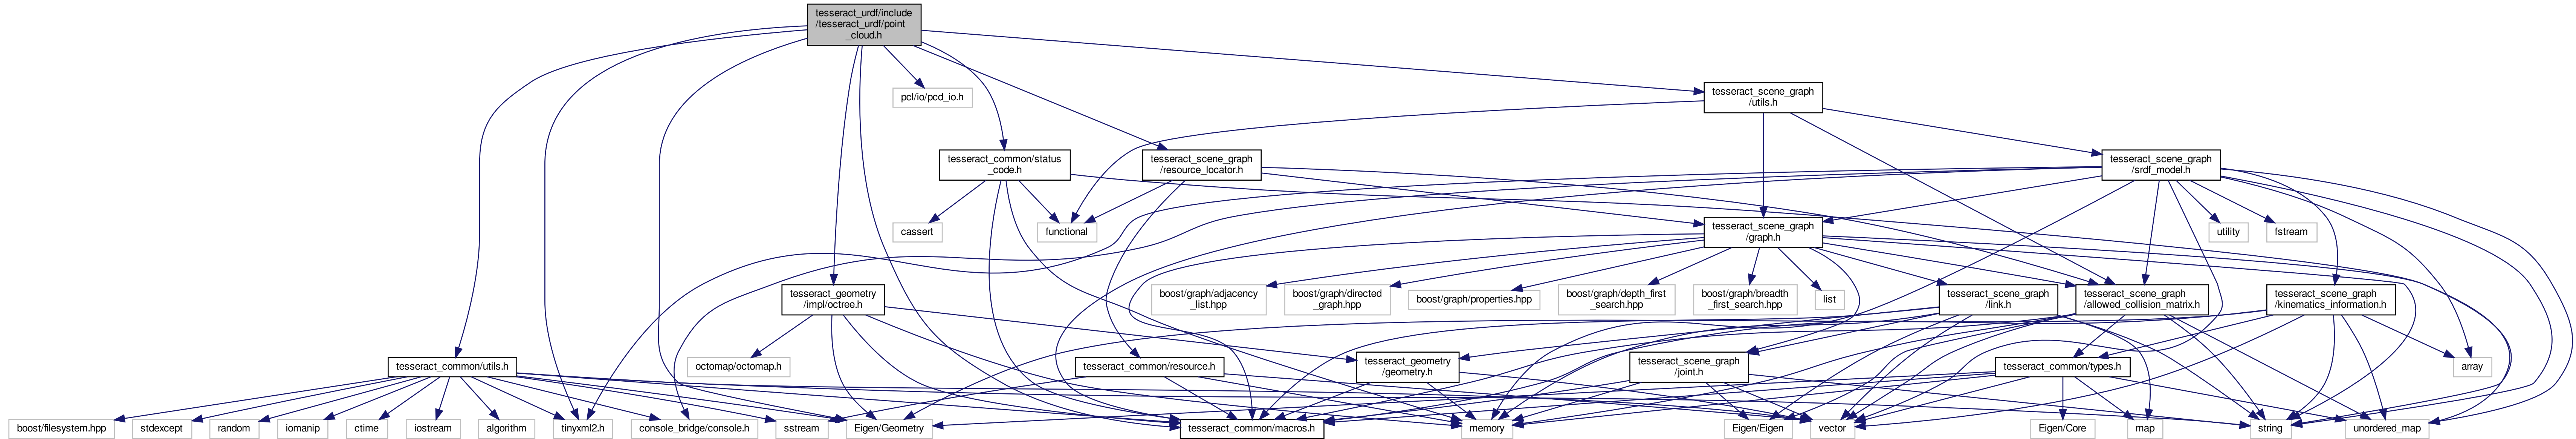 tesseract_urdf/include
/tesseract_urdf/point
_cloud.h
pcl/io/pcd_io.h
tesseract_scene_graph
/utils.h
tesseract_common/status
_code.h
tesseract_scene_graph
/resource_locator.h
tesseract_scene_graph
/srdf_model.h
cassert
functional
tesseract_scene_graph
/graph.h
utility
fstream
tesseract_geometry
/impl/octree.h
boost/graph/adjacency
_list.hpp
boost/graph/directed
_graph.hpp
boost/graph/properties.hpp
boost/graph/depth_first
_search.hpp
boost/graph/breadth
_first_search.hpp
list
tesseract_scene_graph
/link.h
tesseract_scene_graph
/allowed_collision_matrix.h
tesseract_scene_graph
/kinematics_information.h
tesseract_common/utils.h
octomap/octomap.h
tesseract_common/resource.h
tesseract_geometry
/geometry.h
tesseract_scene_graph
/joint.h
tesseract_common/types.h
array
boost/filesystem.hpp
stdexcept
random
iomanip
ctime
iostream
algorithm
tinyxml2.h
console_bridge/console.h
sstream
Eigen/Geometry
tesseract_common/macros.h
memory
Eigen/Eigen
vector
Eigen/Core
map
string
unordered_map